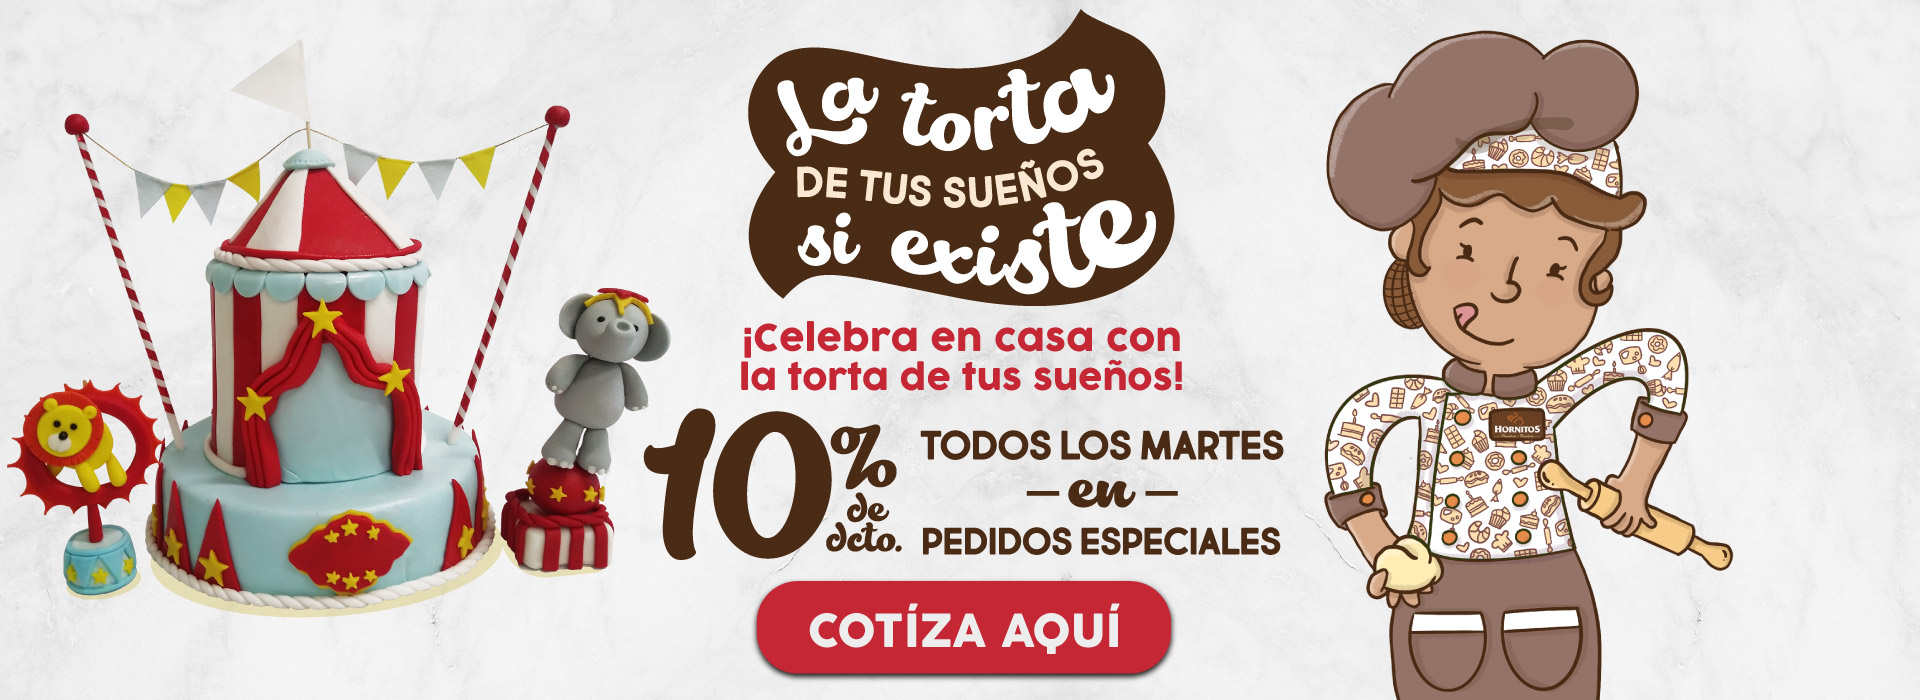 La torta
DE TUS SUEÑOS
si existe
¡Celebra en casa con
la torta de tus sueños!
10% de dcto.
TODOS LOS MARTES
— en —
PEDIDOS ESPECIALES
COTÍZA AQUÍ
HORNITOS